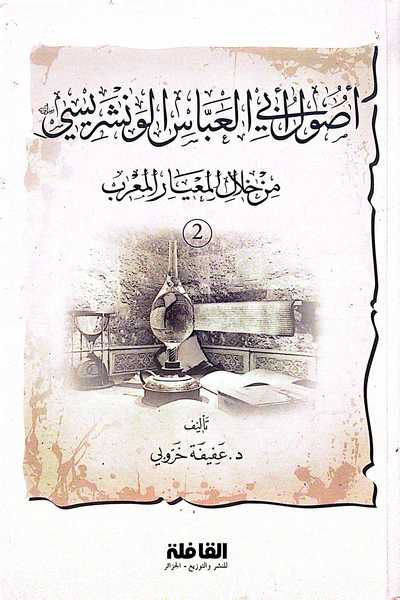 أصول أبي العباس الونشريسي
من خلال المعيار المعرب
2
تأليف
د. عفيفة خروبي
القافلة
للنشر والتوزيع - الجزائر